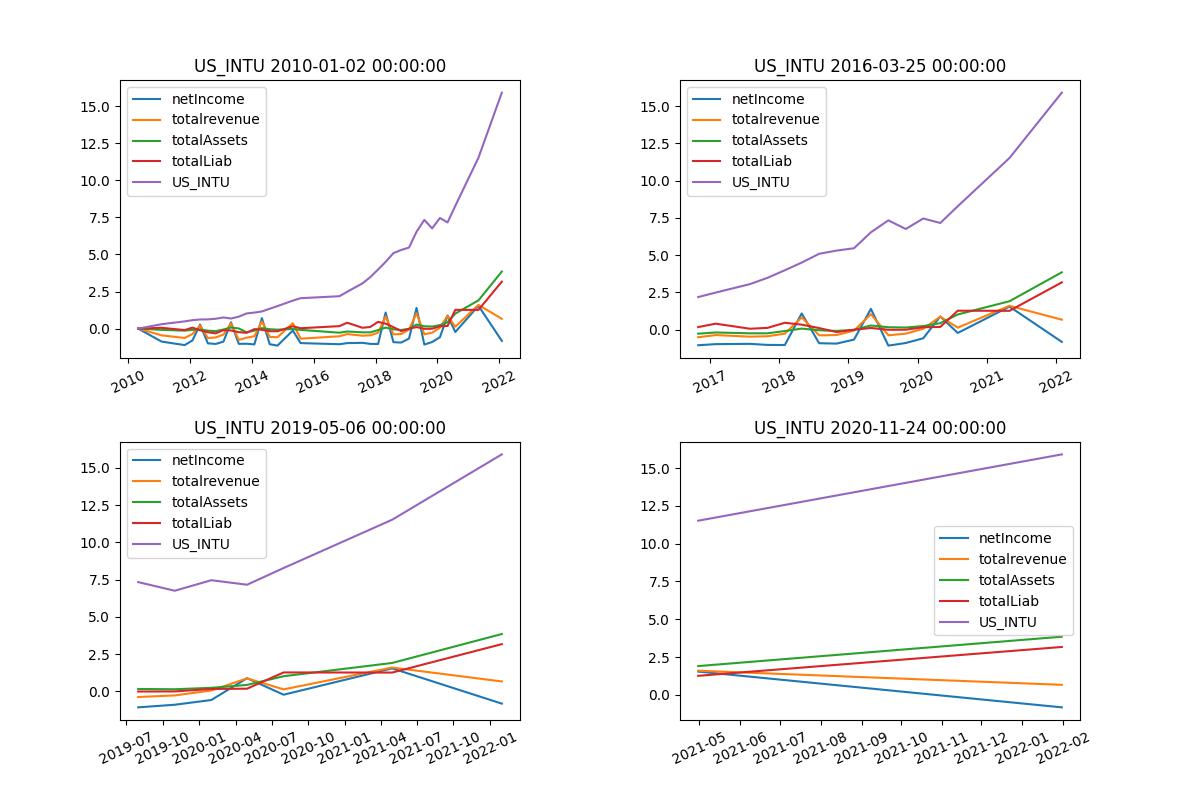 US_INTU 2010-01-02 00:00:00
netIncome
totalrevenue
totalAssets
totalLiab
US_INTU
15.0
12.5
10.0
7.5
5.0
2.5
0.0
2010
2012
2014
2016
2018
2020
2022
US_INTU 2016-03-25 00:00:00
netIncome
totalrevenue
totalAssets
totalLiab
US_INTU
15.0
12.5
10.0
7.5
5.0
2.5
0.0
2017
2018
2019
2020
2021
2022
US_INTU 2019-05-06 00:00:00
netIncome
totalrevenue
totalAssets
totalLiab
US_INTU
15.0
12.5
10.0
7.5
5.0
2.5
0.0
2019-07
2019-10
2020-01
2020-04
2020-07
2020-10
2021-01
2021-04
2021-07
2021-10
2022-01
US_INTU 2020-11-24 00:00:00
15.0
12.5
10.0
7.5
5.0
2.5
0.0
netIncome
totalrevenue
totalAssets
totalLiab
US_INTU
2021-05
2021-06
2021-07
2021-08
2021-09
2021-10
2021-11
2021-12
2022-01
2022-02